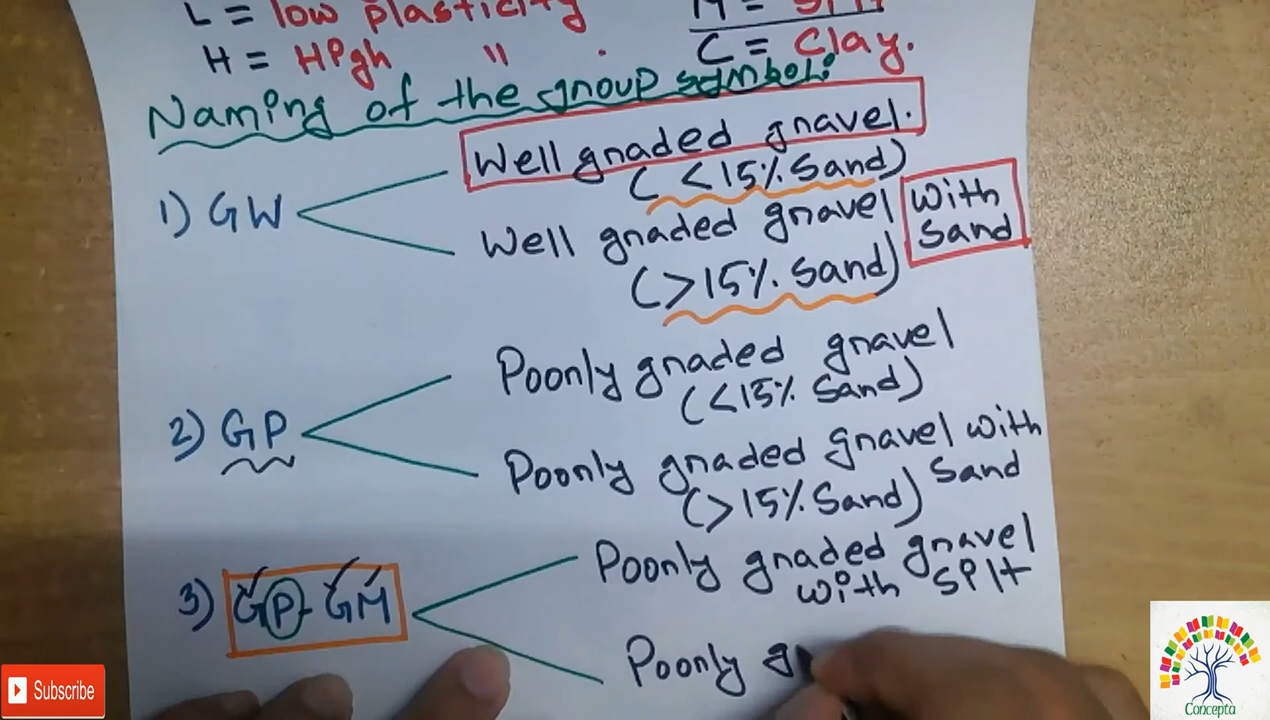 L = low plasticity
H = High "
M = Silt
C = Clay.
Naming of the group symbol:
1) GW
Well graded gravel.
( <15% Sand)
Well graded gravel with Sand
(>15% Sand)
2) GP
Poorly graded gravel
(<15% Sand)
Poorly graded gravel with Sand
(>15% Sand)
3) GP-GM
Poorly graded gravel
with Silt
Poorly g
Subscribe
Concepta